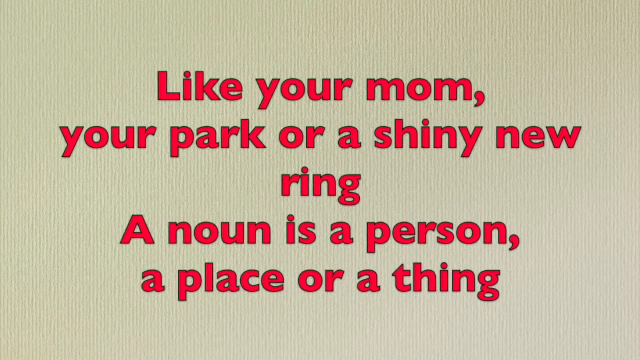 Like your mom,
your park or a shiny new
ring
A noun is a person,
a place or a thing